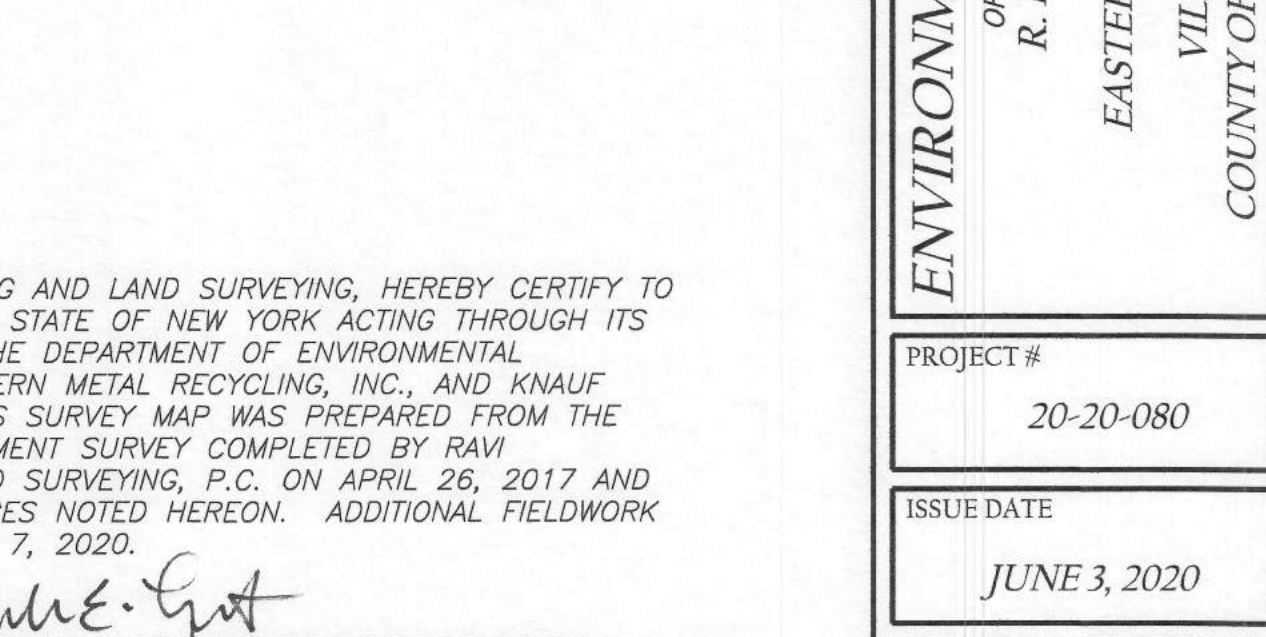 G AND LAND SURVEYING, HEREBY CERTIFY TO
STATE OF NEW YORK ACTING THROUGH ITS
HE DEPARTMENT OF ENVIRONMENTAL
ERN METAL RECYCLING, INC., AND KNAUF
S SURVEY MAP WAS PREPARED FROM THE
MENT SURVEY COMPLETED BY RAVI
D SURVEYING, P.C. ON APRIL 26, 2017 AND
CES NOTED HEREON. ADDITIONAL FIELDWORK
7, 2020.
ENVIRONM
OF
R.
EASTE
VIL
COUNTY OF
PROJECT #
20-20-080
ISSUE DATE
JUNE 3, 2020